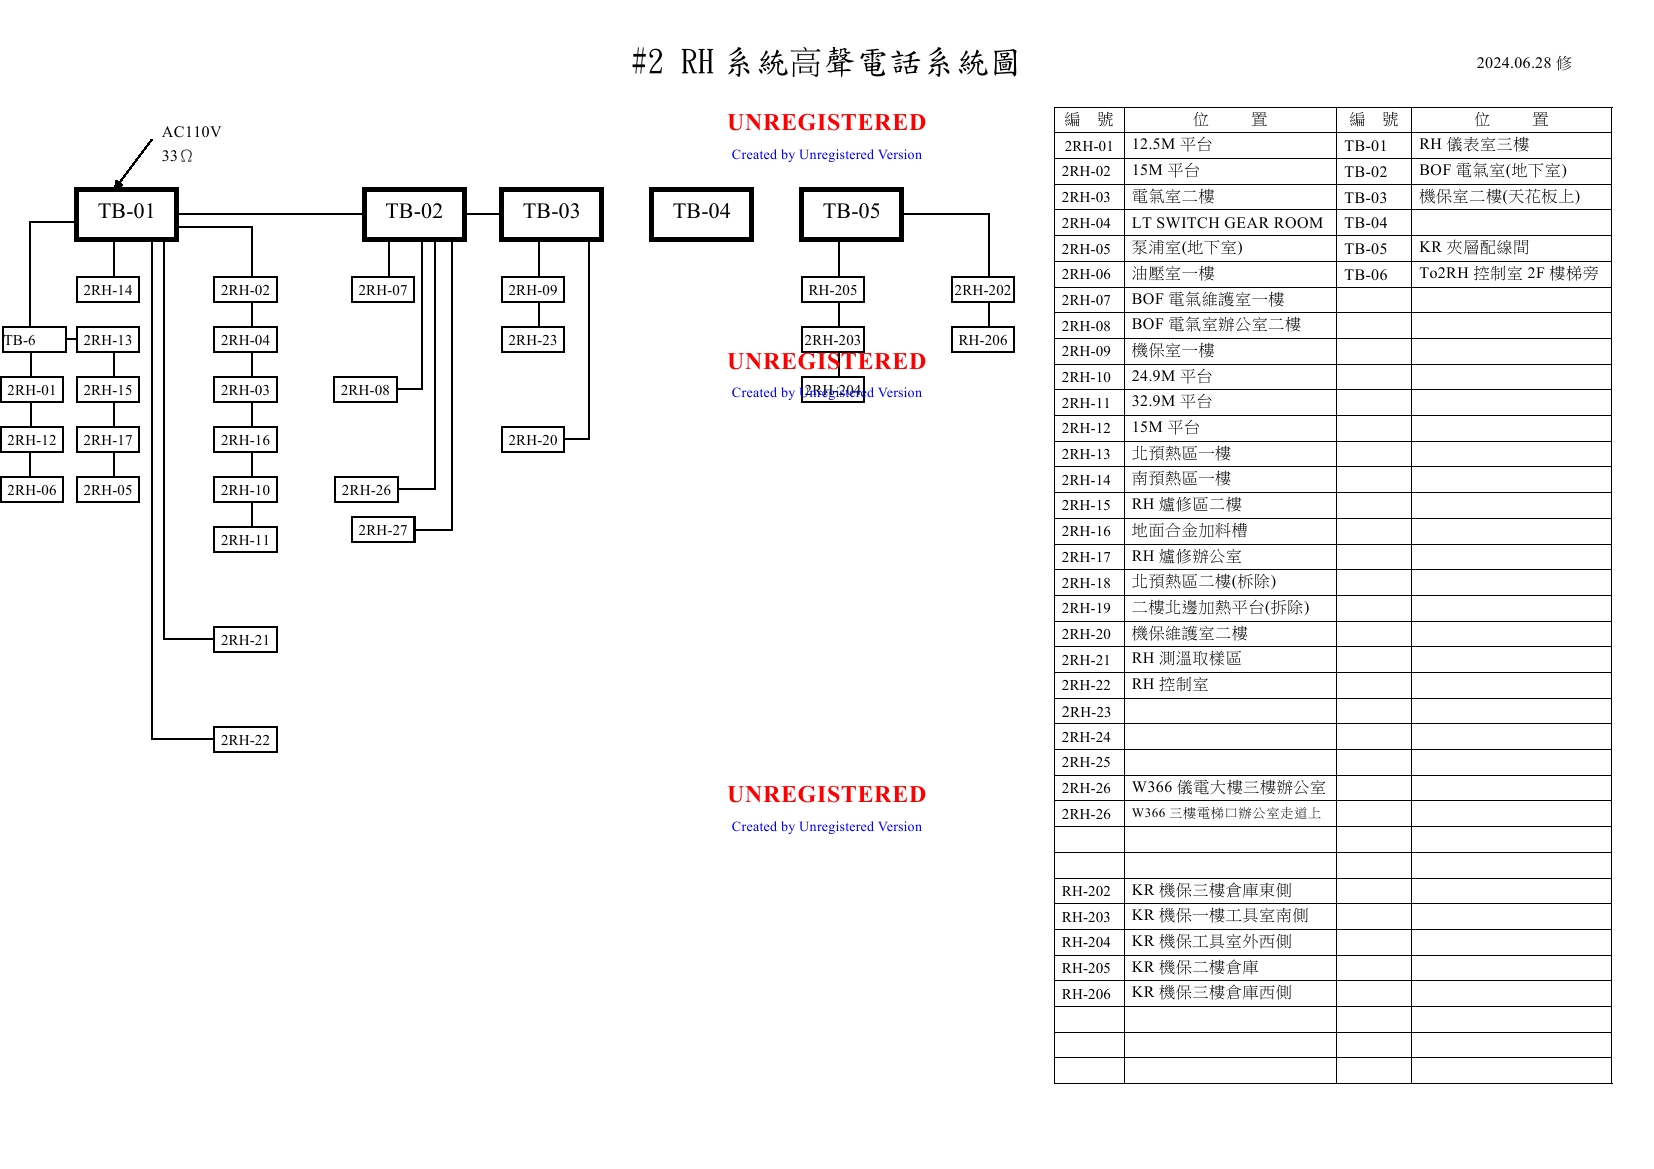 #2 RH 系統高聲電話系統圖
2024.06.28 修
UNREGISTERED
Created by Unregistered Version
AC110V
33Ω
TB-01
TB-02
TB-03
TB-04
TB-05
2RH-14
2RH-02
2RH-07
2RH-09
RH-205
2RH-202
TB-6
2RH-13
2RH-04
2RH-23
2RH-203
RH-206
UNREGISTERED
2RH-01
2RH-15
2RH-03
2RH-08
2RH-204
Created by Unregistered Version
2RH-12
2RH-17
2RH-16
2RH-20
2RH-06
2RH-05
2RH-10
2RH-26
2RH-27
2RH-11
2RH-21
2RH-22
UNREGISTERED
Created by Unregistered Version
編 號 位 置 編 號 位 置
2RH-01 12.5M 平台 TB-01 RH 儀表室三樓
2RH-02 15M 平台 TB-02 BOF 電氣室(地下室)
2RH-03 電氣室二樓 TB-03 機保室二樓(天花板上)
2RH-04 LT SWITCH GEAR ROOM TB-04
2RH-05 泵浦室(地下室) TB-05 KR 夾層配線間
2RH-06 油壓室一樓 TB-06 To2RH 控制室 2F 樓梯旁
2RH-07 BOF 電氣維護室一樓
2RH-08 BOF 電氣室辦公室二樓
2RH-09 機保室一樓
2RH-10 24.9M 平台
2RH-11 32.9M 平台
2RH-12 15M 平台
2RH-13 北預熱區一樓
2RH-14 南預熱區一樓
2RH-15 RH 爐修區二樓
2RH-16 地面合金加料槽
2RH-17 RH 爐修辦公室
2RH-18 北預熱區二樓(柝除)
2RH-19 二樓北邊加熱平台(拆除)
2RH-20 機保維護室二樓
2RH-21 RH 測溫取樣區
2RH-22 RH 控制室
2RH-23
2RH-24
2RH-25
2RH-26 W366 儀電大樓三樓辦公室
2RH-26 W366 三樓電梯口辦公室走道上
RH-202 KR 機保三樓倉庫東側
RH-203 KR 機保一樓工具室南側
RH-204 KR 機保工具室外西側
RH-205 KR 機保二樓倉庫
RH-206 KR 機保三樓倉庫西側